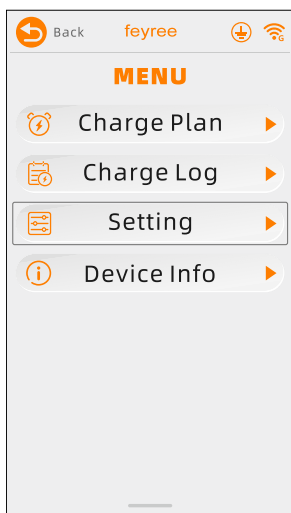 Back feyree G
MENU
Charge Plan
Charge Log
Setting
Device Info